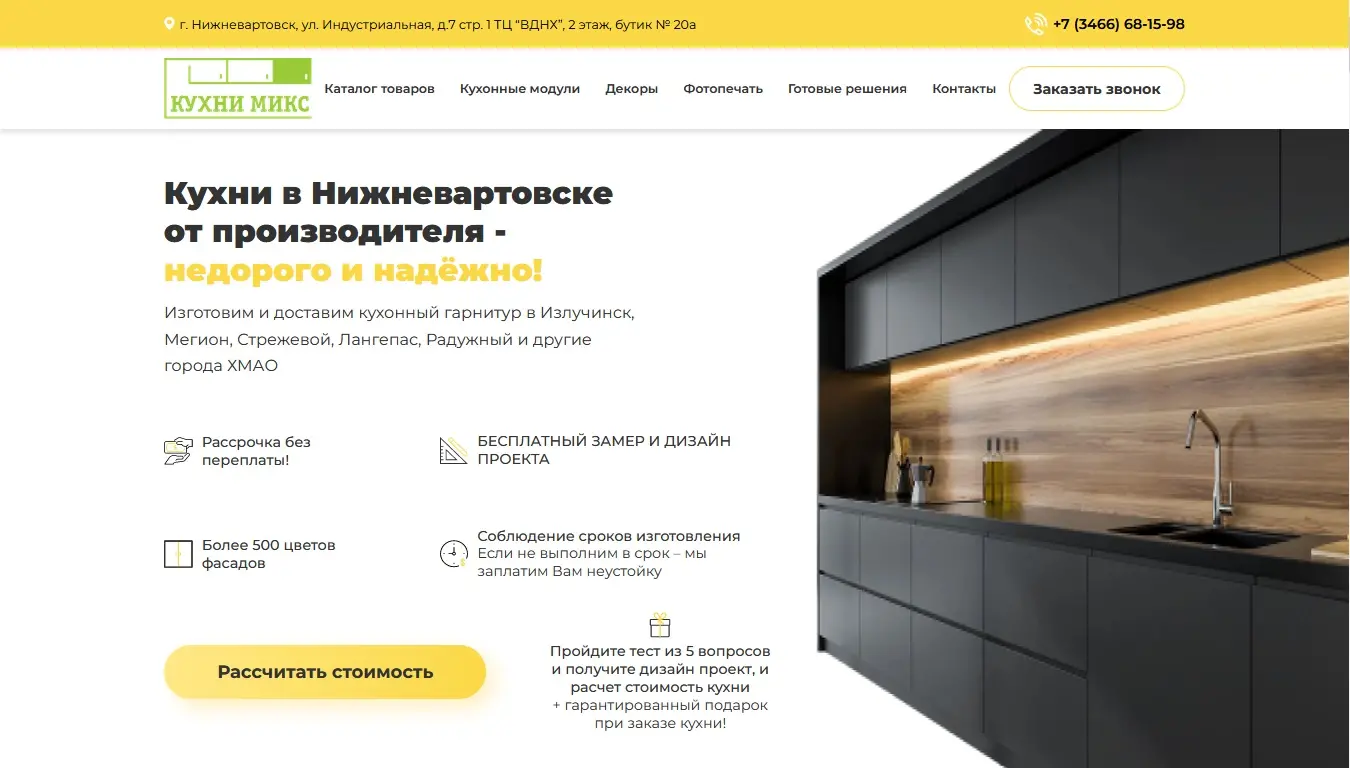 г. Нижневартовск, ул. Индустриальная, д.7 стр. 1 ТЦ “ВДНХ”, 2 этаж, бутик № 20а
+7 (3466) 68-15-98
КУХНИ МИКС
Каталог товаров
Кухонные модули
Декоры
Фотопечать
Готовые решения
Контакты
Заказать звонок
Кухни в Нижневартовске
от производителя -
недорого и надёжно!
Изготовим и доставим кухонный гарнитур в Излучинск,
Мегион, Стрежевой, Лангепас, Радужный и другие
города ХМАО
Рассрочка без
переплаты!
БЕСПЛАТНЫЙ ЗАМЕР И ДИЗАЙН
ПРОЕКТА
Более 500 цветов
фасадов
Соблюдение сроков изготовления
Если не выполним в срок – мы
заплатим Вам неустойку
Рассчитать стоимость
Пройдите тест из 5 вопросов
и получите дизайн проект, и
расчет стоимость кухни
+ гарантированный подарок
при заказе кухни!